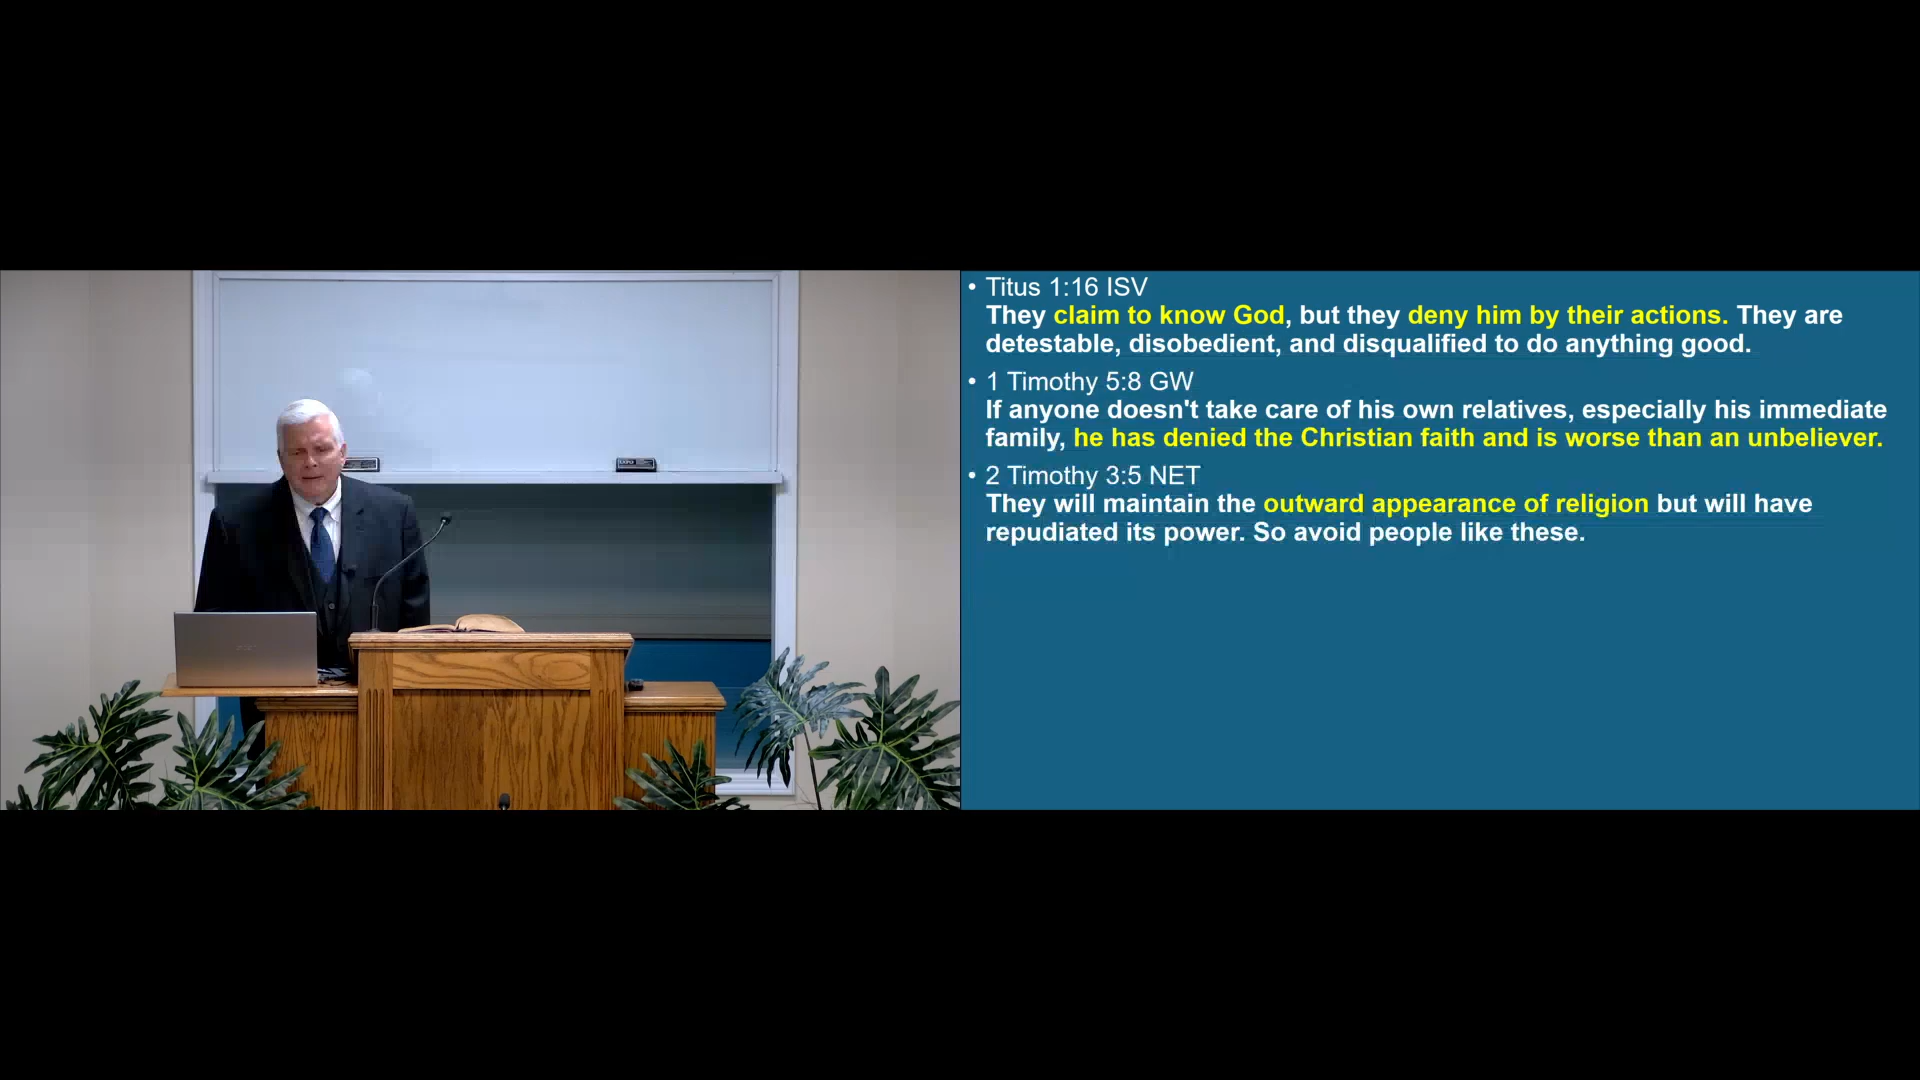 • Titus 1:16 ISV
They claim to know God, but they deny him by their actions. They are
detestable, disobedient, and disqualified to do anything good.
• 1 Timothy 5:8 GW
If anyone doesn't take care of his own relatives, especially his immediate
family, he has denied the Christian faith and is worse than an unbeliever.
• 2 Timothy 3:5 NET
They will maintain the outward appearance of religion but will have
repudiated its power. So avoid people like these.